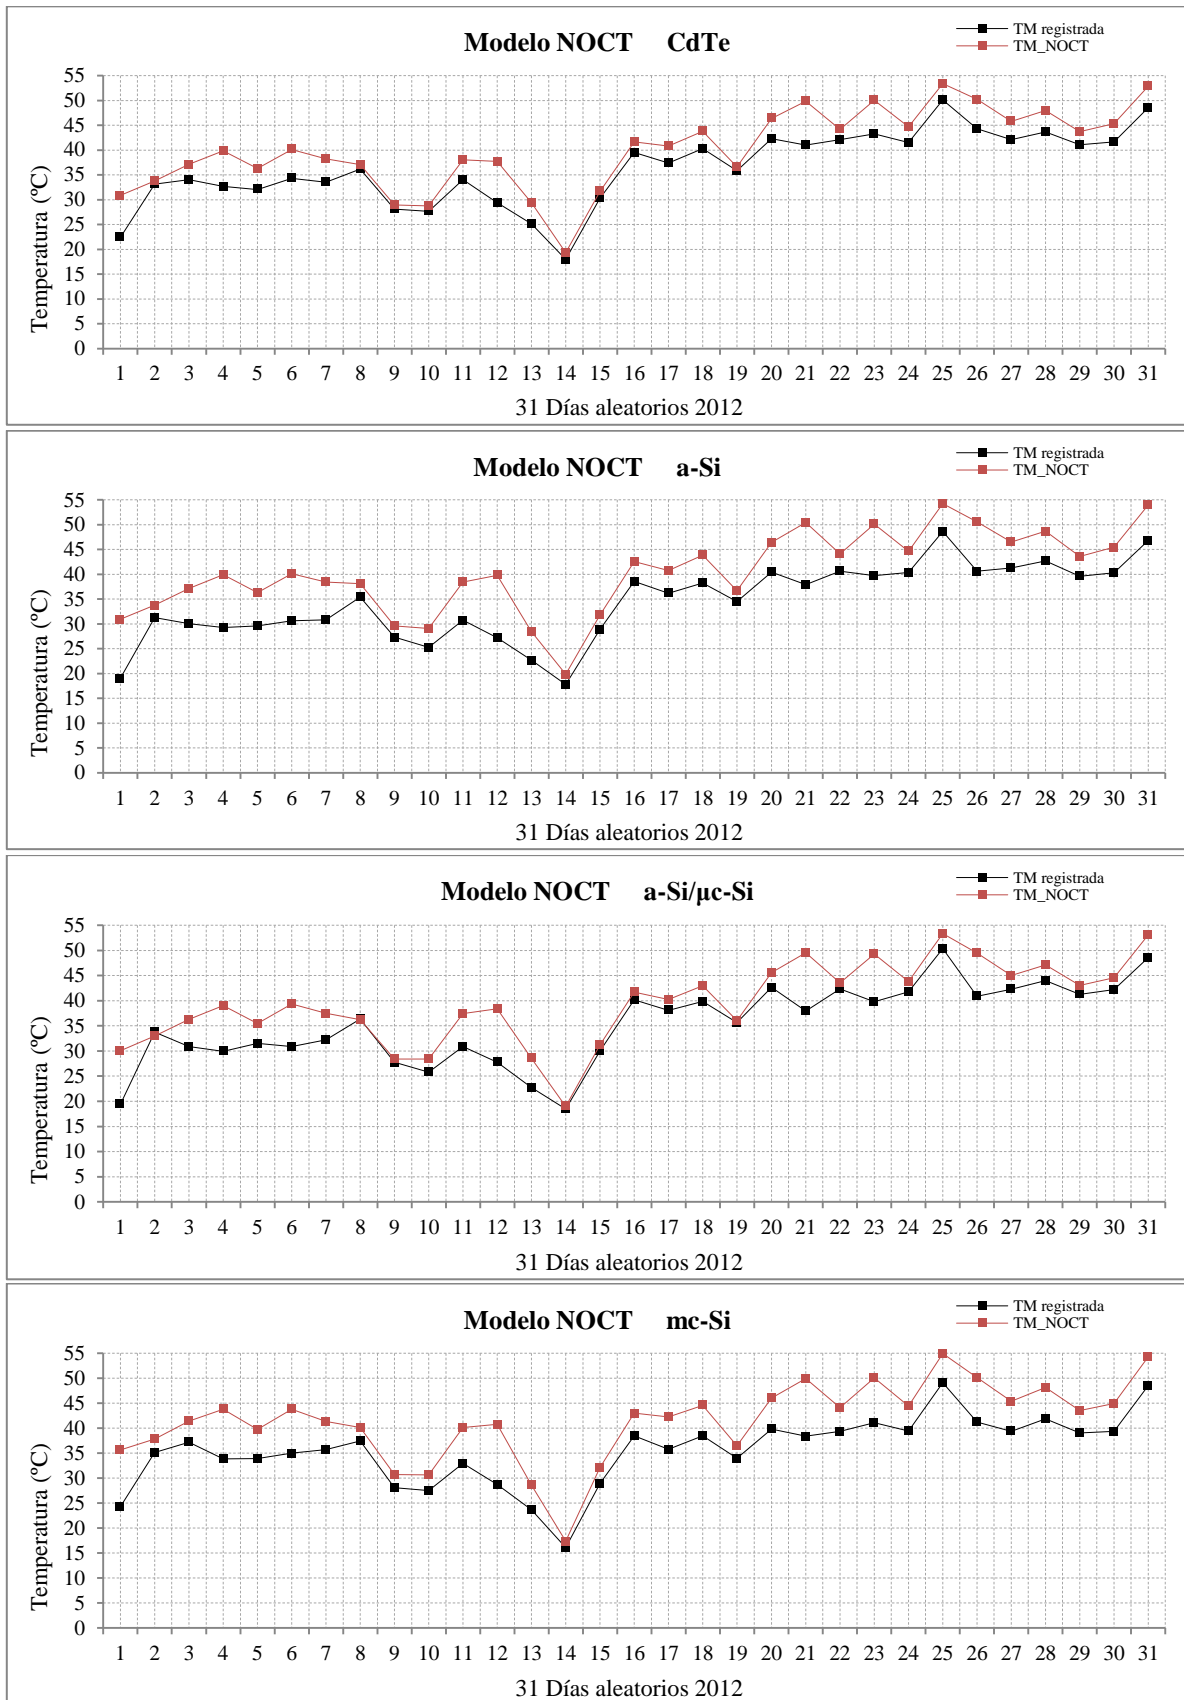 Modelo NOCT CdTe
TM registrada
TM_NOCT
Temperatura (ºC)
55
50
45
40
35
30
25
20
15
10
5
0
1 2 3 4 5 6 7 8 9 10 11 12 13 14 15 16 17 18 19 20 21 22 23 24 25 26 27 28 29 30 31
31 Días aleatorios 2012
Modelo NOCT a-Si
TM registrada
TM_NOCT
Temperatura (ºC)
55
50
45
40
35
30
25
20
15
10
5
0
1 2 3 4 5 6 7 8 9 10 11 12 13 14 15 16 17 18 19 20 21 22 23 24 25 26 27 28 29 30 31
31 Días aleatorios 2012
Modelo NOCT a-Si/µc-Si
TM registrada
TM_NOCT
Temperatura (ºC)
55
50
45
40
35
30
25
20
15
10
5
0
1 2 3 4 5 6 7 8 9 10 11 12 13 14 15 16 17 18 19 20 21 22 23 24 25 26 27 28 29 30 31
31 Días aleatorios 2012
Modelo NOCT mc-Si
TM registrada
TM_NOCT
Temperatura (ºC)
55
50
45
40
35
30
25
20
15
10
5
0
1 2 3 4 5 6 7 8 9 10 11 12 13 14 15 16 17 18 19 20 21 22 23 24 25 26 27 28 29 30 31
31 Días aleatorios 2012